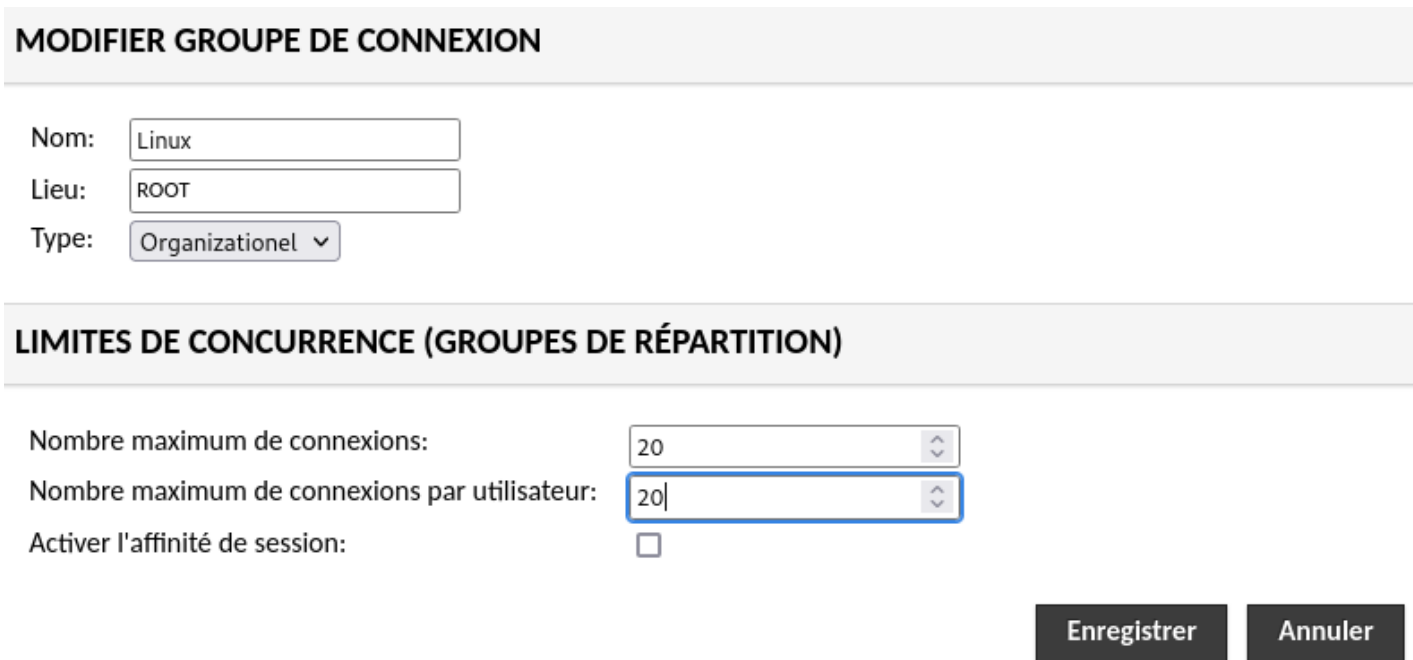 MODIFIER GROUPE DE CONNEXION
Nom: Linux
Lieu: ROOT
Type: Organizationel
LIMITES DE CONCURRENCE (GROUPES DE RÉPARTITION)
Nombre maximum de connexions: 20
Nombre maximum de connexions par utilisateur: 20
Activer l'affinité de session:
Enregistrer Annuler